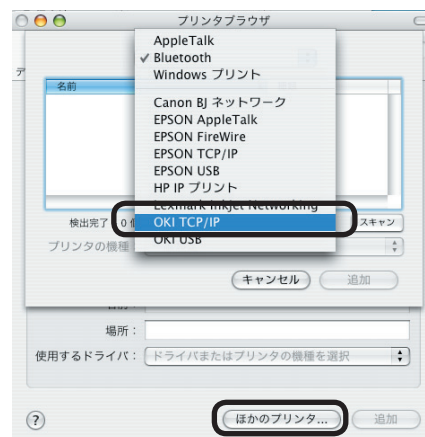 プリンタブラウザ
AppleTalk
✓ Bluetooth
Windows プリント
デ
名前
Canon BJ ネットワーク
EPSON AppleTalk
EPSON FireWire
EPSON TCP/IP
EPSON USB
HP IP プリント
Lexmark Inkjet Networking
検出完了 0 OKI TCP/IP スキャン
プリンタの機種 OKI USB
キャンセル 追加
名前:
場所:
使用するドライバ: ドライバまたはプリンタの機種を選択
? ほかのプリンタ... 追加